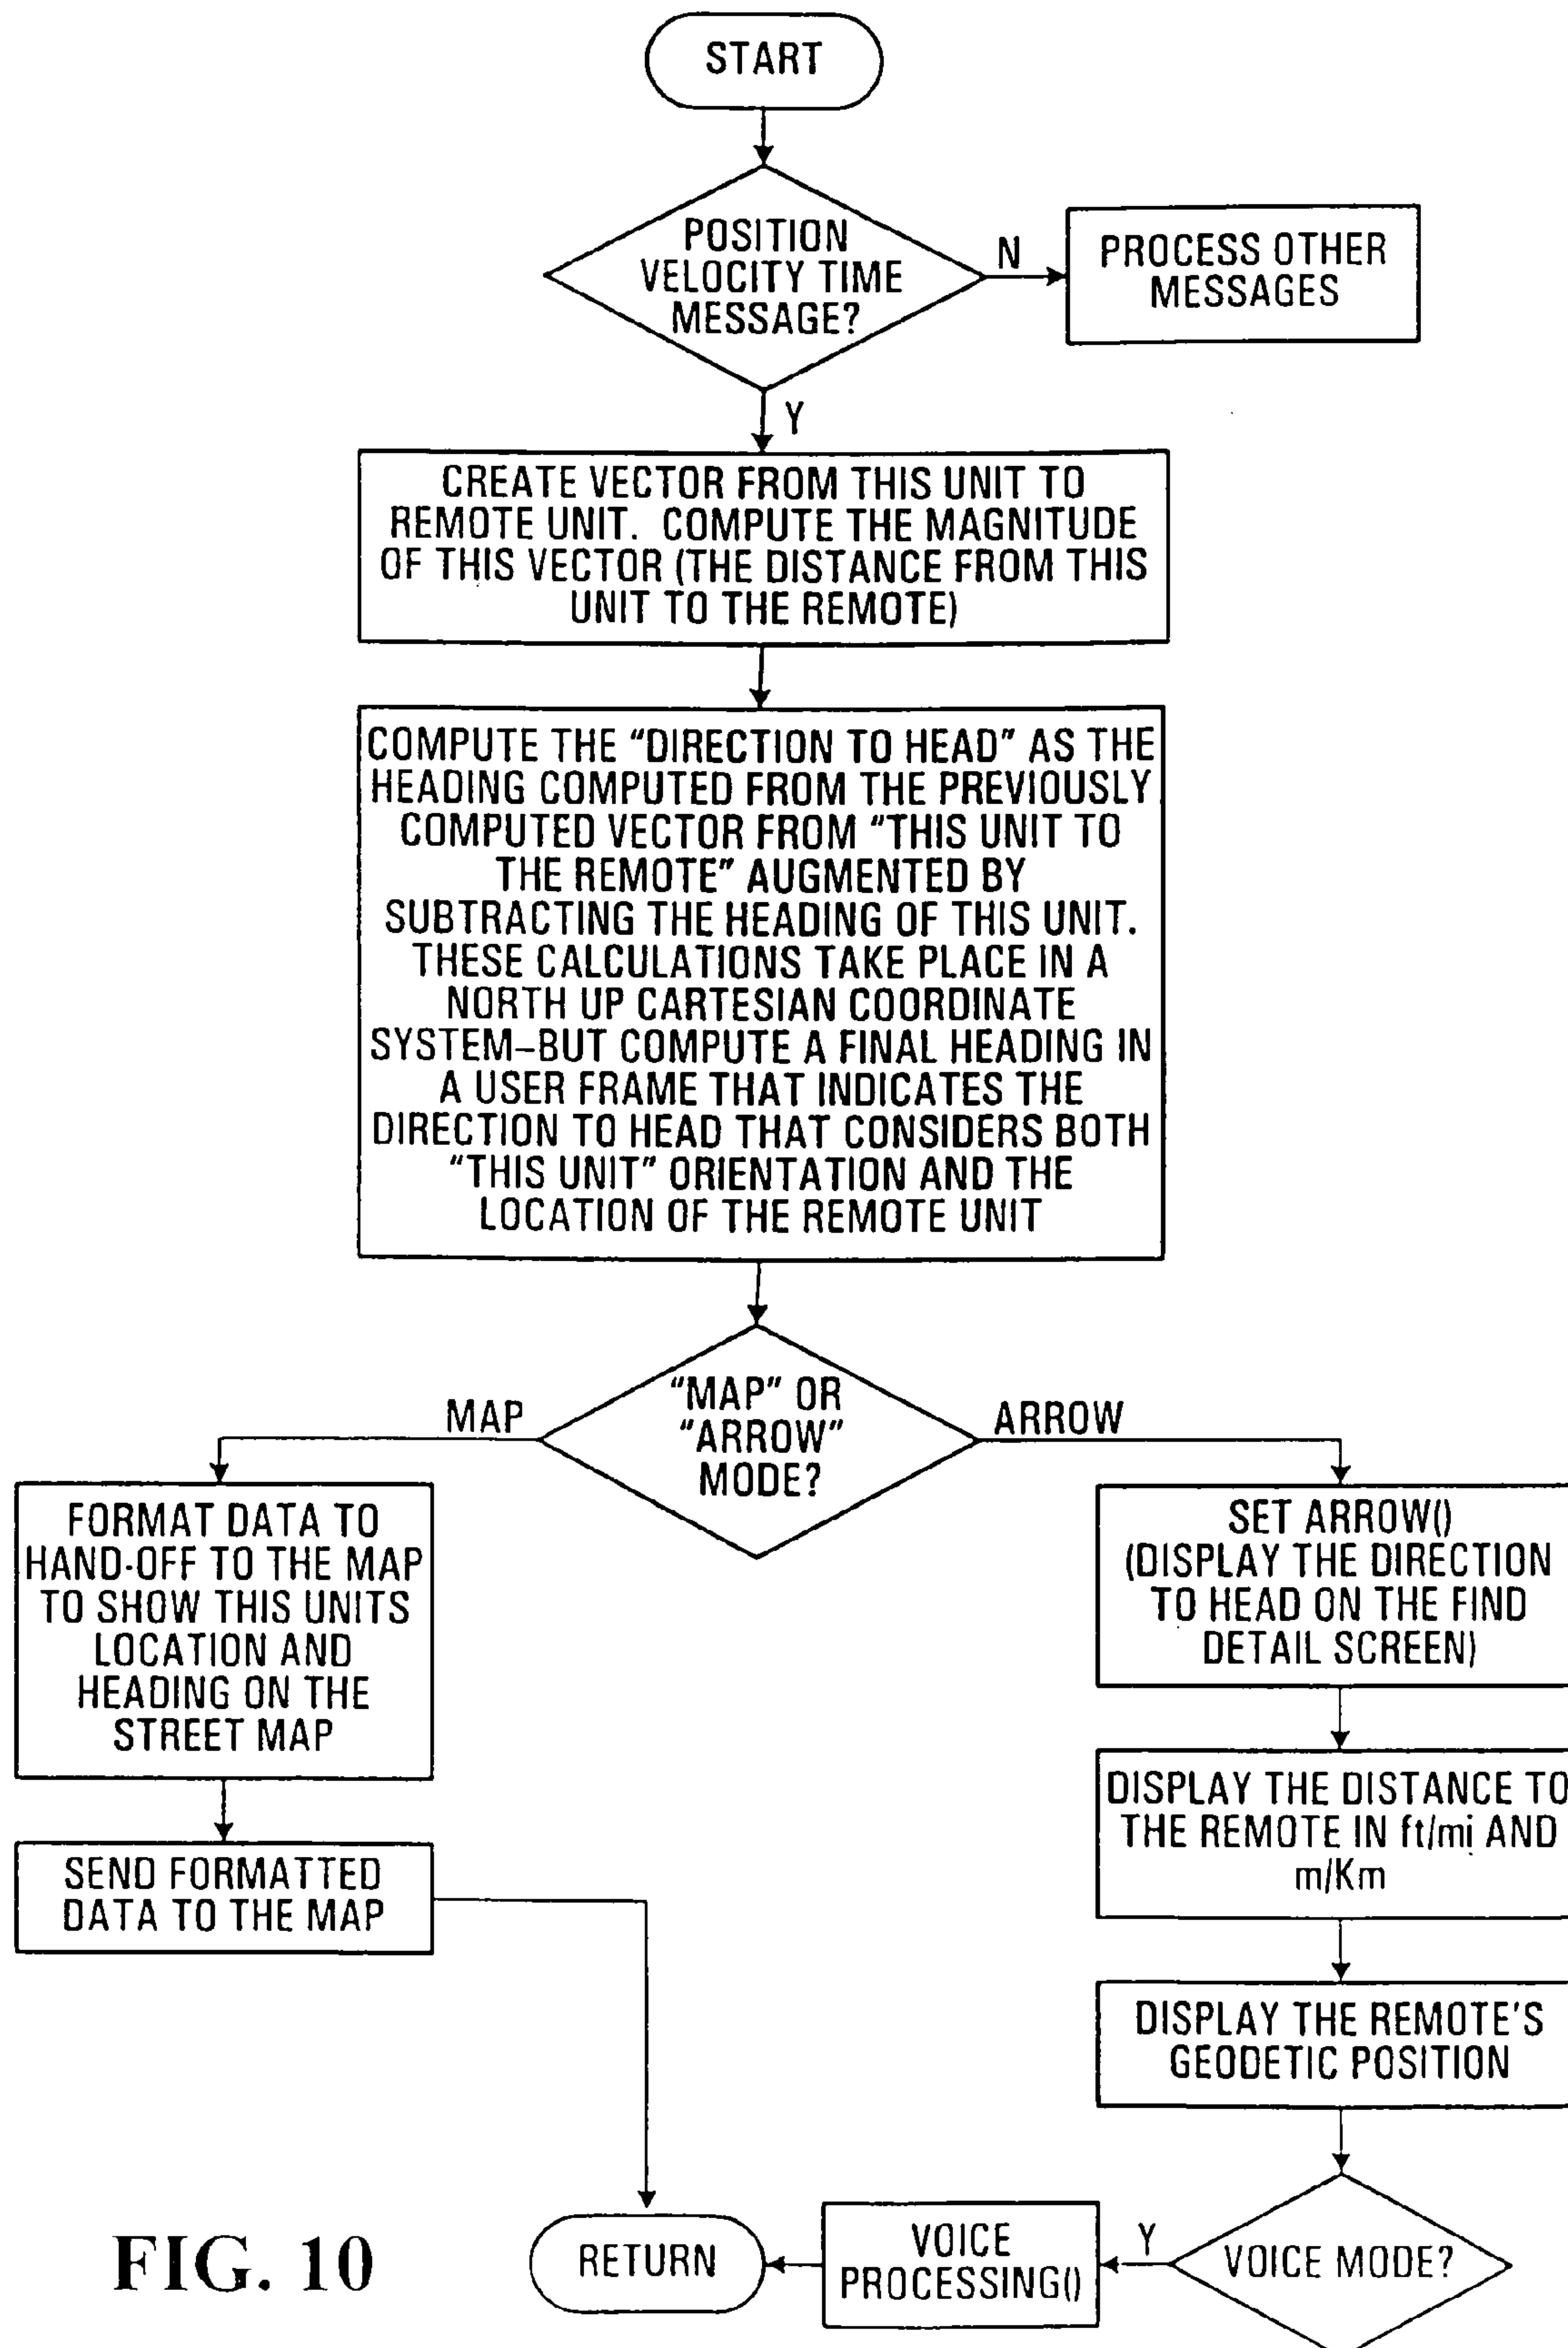 START
POSITION
VELOCITY TIME
MESSAGE?
N
PROCESS OTHER
MESSAGES
Y
CREATE VECTOR FROM THIS UNIT TO
REMOTE UNIT. COMPUTE THE MAGNITUDE
OF THIS VECTOR (THE DISTANCE FROM THIS
UNIT TO THE REMOTE)
COMPUTE THE "DIRECTION TO HEAD" AS THE
HEADING COMPUTED FROM THE PREVIOUSLY
COMPUTED VECTOR FROM "THIS UNIT TO
THE REMOTE" AUGMENTED BY
SUBTRACTING THE HEADING OF THIS UNIT.
THESE CALCULATIONS TAKE PLACE IN A
NORTH UP CARTESIAN COORDINATE
SYSTEM–BUT COMPUTE A FINAL HEADING IN
A USER FRAME THAT INDICATES THE
DIRECTION TO HEAD THAT CONSIDERS BOTH
"THIS UNIT" ORIENTATION AND THE
LOCATION OF THE REMOTE UNIT
"MAP" OR
"ARROW"
MODE?
MAP
ARROW
FORMAT DATA TO
HAND-OFF TO THE MAP
TO SHOW THIS UNITS
LOCATION AND
HEADING ON THE
STREET MAP
SEND FORMATTED
DATA TO THE MAP
SET ARROW()
(DISPLAY THE DIRECTION
TO HEAD ON THE FIND
DETAIL SCREEN)
DISPLAY THE DISTANCE TO
THE REMOTE IN ft/mi AND
m/Km
DISPLAY THE REMOTE'S
GEODETIC POSITION
VOICE MODE?
Y
VOICE
PROCESSING()
RETURN
FIG. 10